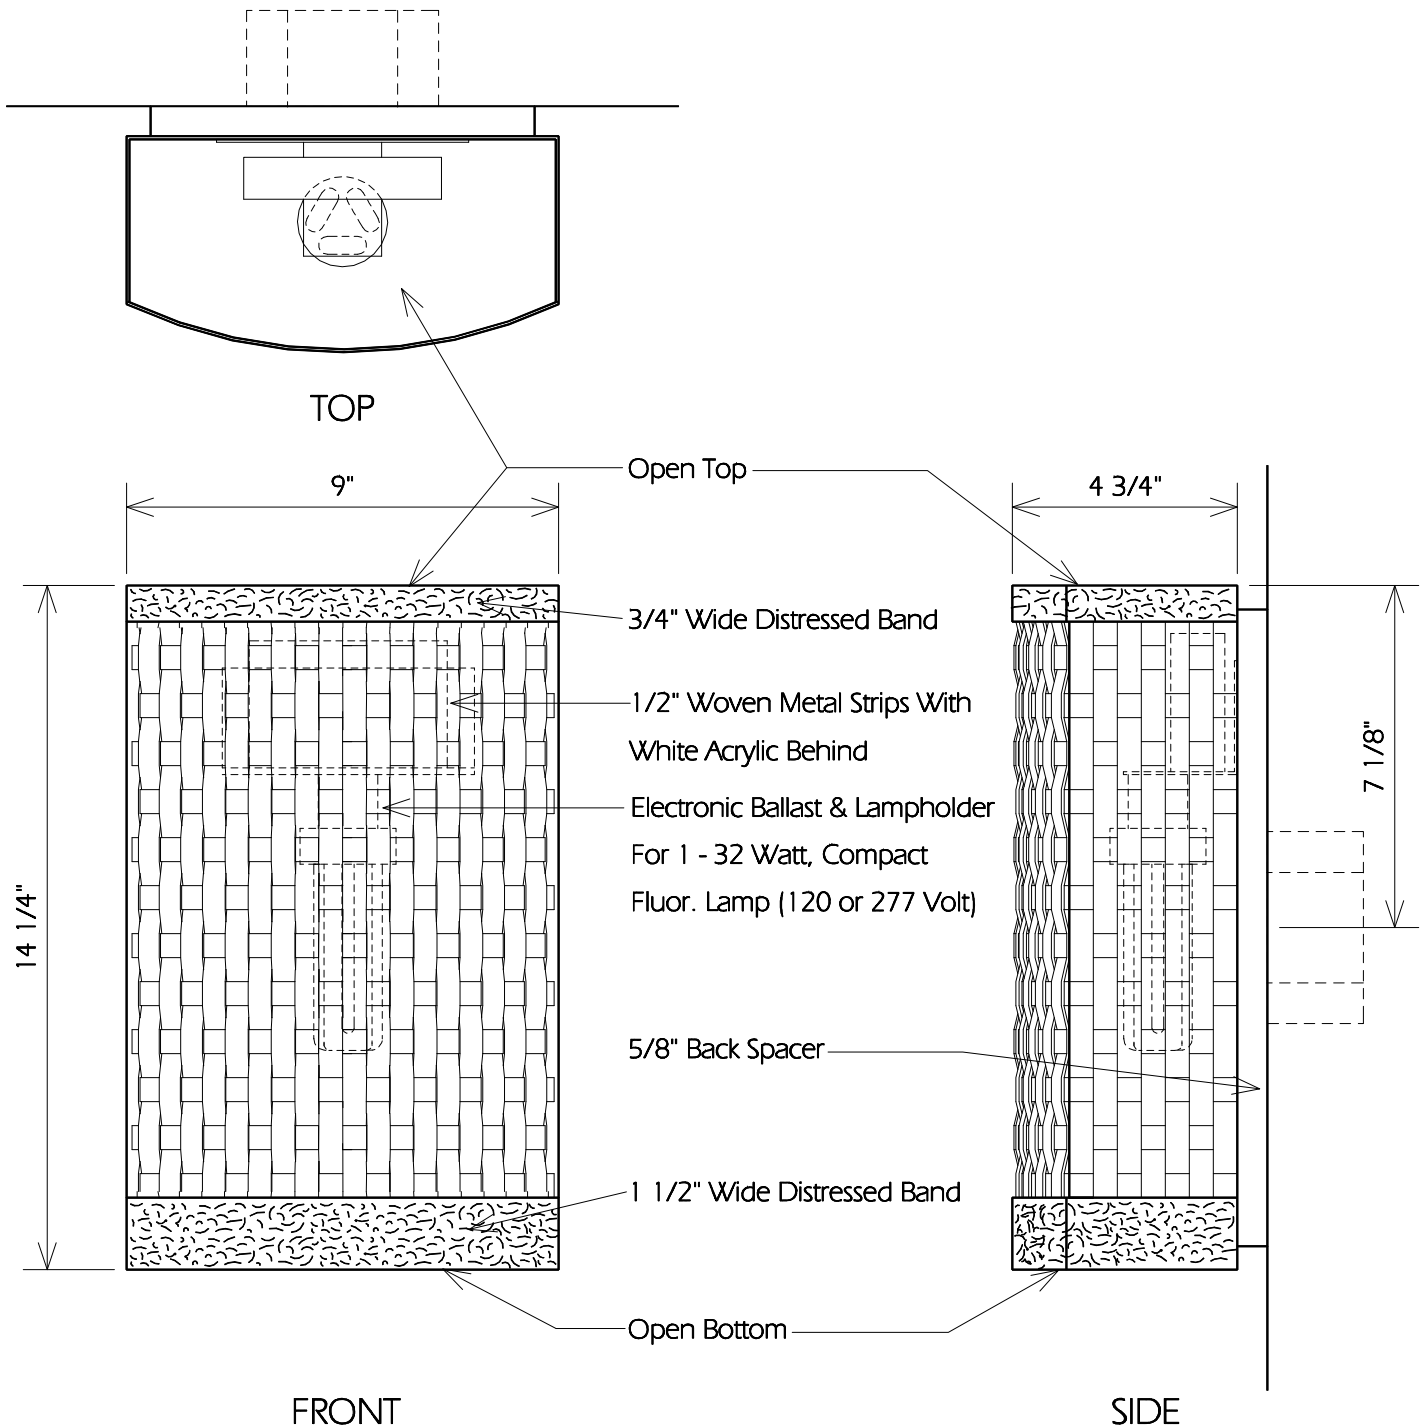 TOP
Open Top
9"
4 3/4"
3/4" Wide Distressed Band
1/2" Woven Metal Strips With
White Acrylic Behind
7 1/8"
Electronic Ballast & Lampholder
For 1 - 32 Watt, Compact
Fluor. Lamp (120 or 277 Volt)
14 1/4"
5/8" Back Spacer
1 1/2" Wide Distressed Band
Open Bottom
FRONT
SIDE